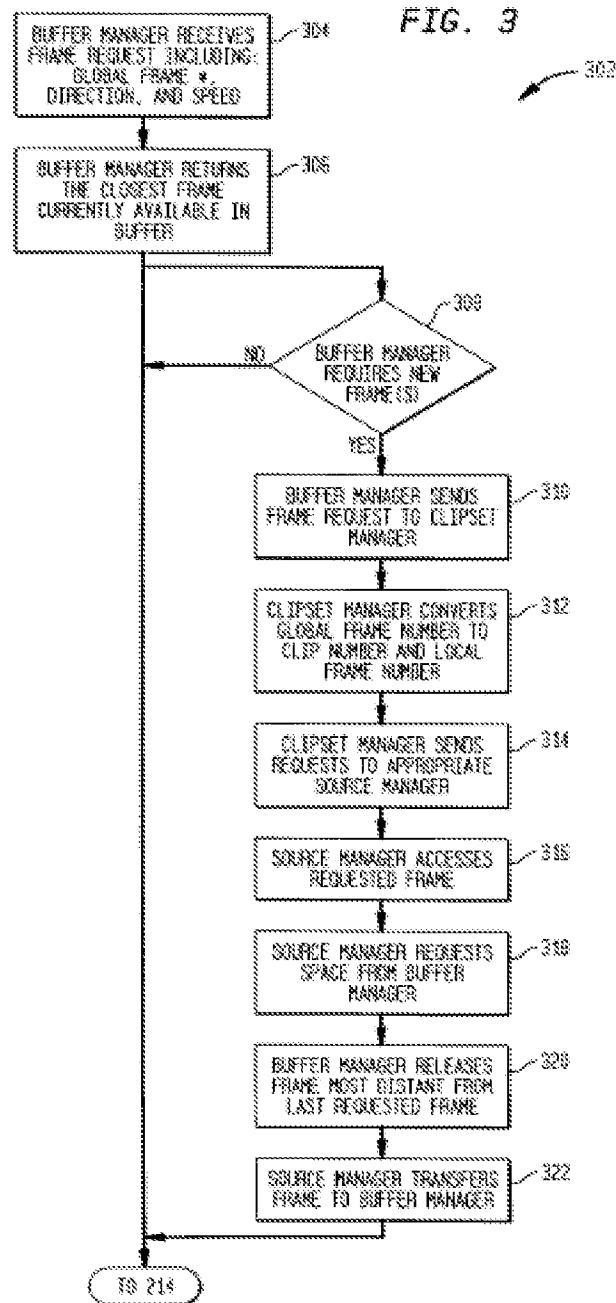 FIG. 3
302
BUFFER MANAGER RECEIVES
FRAME REQUEST INCLUDING:
GLOBAL FRAME #,
DIRECTION, AND SPEED
304
BUFFER MANAGER RETURNS
THE CLOSEST FRAME
CURRENTLY AVAILABLE IN
BUFFER
306
BUFFER MANAGER
REQUIRES NEW
FRAME(S)
308
NO
YES
BUFFER MANAGER SENDS
FRAME REQUEST TO CLIPSET
MANAGER
310
CLIPSET MANAGER CONVERTS
GLOBAL FRAME NUMBER TO
CLIP NUMBER AND LOCAL
FRAME NUMBER
312
CLIPSET MANAGER SENDS
REQUESTS TO APPROPRIATE
SOURCE MANAGER
314
SOURCE MANAGER ACCESSES
REQUESTED FRAME
316
SOURCE MANAGER REQUESTS
SPACE FROM BUFFER
MANAGER
318
BUFFER MANAGER RELEASES
FRAME MOST DISTANT FROM
LAST REQUESTED FRAME
320
SOURCE MANAGER TRANSFERS
FRAME TO BUFFER MANAGER
322
TO 214